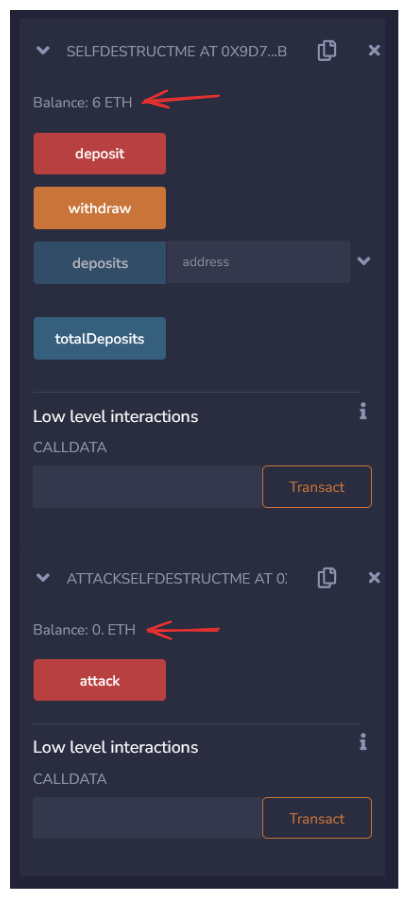 SELFDESTRUCTME AT 0X9D7...B
Balance: 6 ETH
deposit
withdraw
deposits address
totalDeposits
Low level interactions
CALLDATA
Transact
ATTACKSELFDESTRUCTME AT 0
Balance: 0. ETH
attack
Low level interactions
CALLDATA
Transact